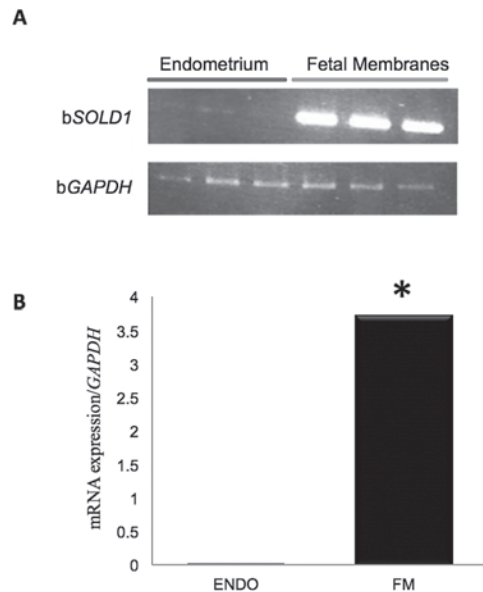 A
Endometrium Fetal Membranes
bSOLD1
bGAPDH
B
*
4
3.5
3
2.5
2
1.5
1
0.5
0
mRNA expression/GAPDH
ENDO FM